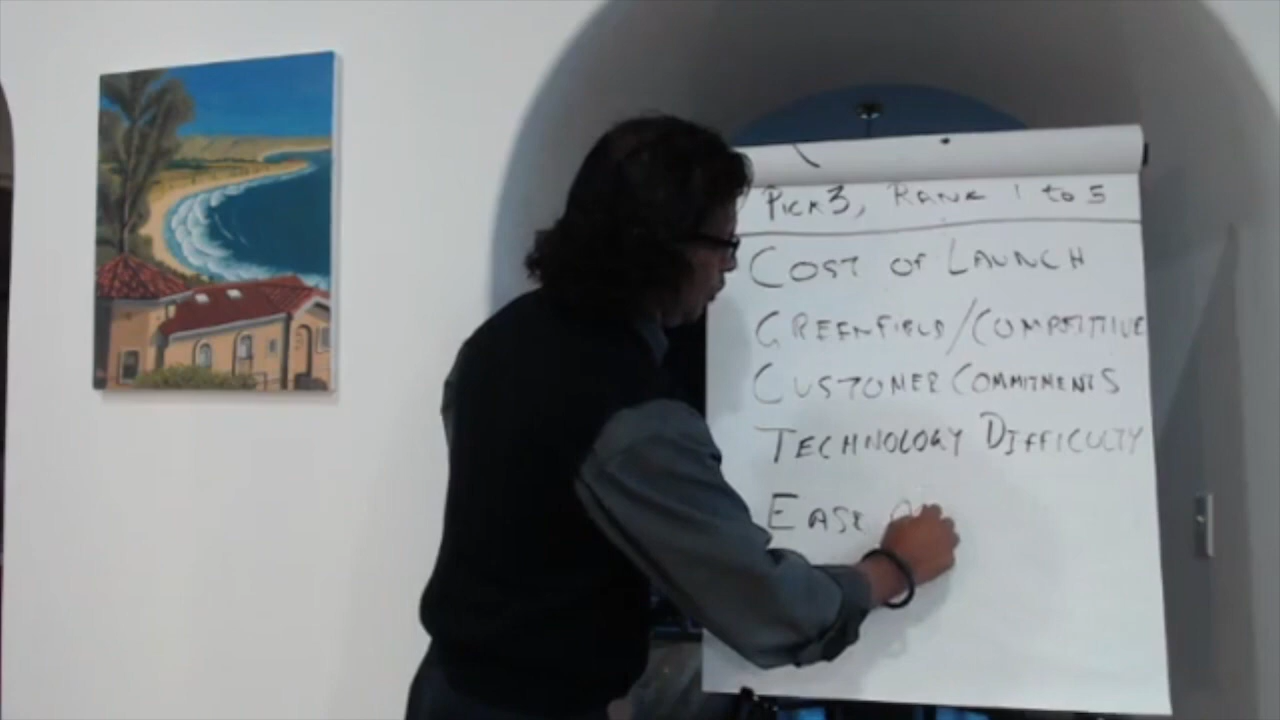 PICK 3, RANK 1 to 5
COST OF LAUNCH
GREENFIELD/COMPETITIVE
CUSTOMER COMMITMENTS
TECHNOLOGY DIFFICULTY
EASE